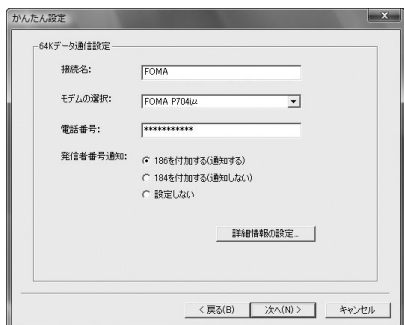 かんたん設定
64Kデータ通信設定
接続名: FOMA
モデムの選択: FOMA P704iμ
電話番号: ***********
発信者番号通知: 186を付加する(通知する)
184を付加する(通知しない)
設定しない
詳細情報の設定...
< 戻る(B) 次へ(N) > キャンセル